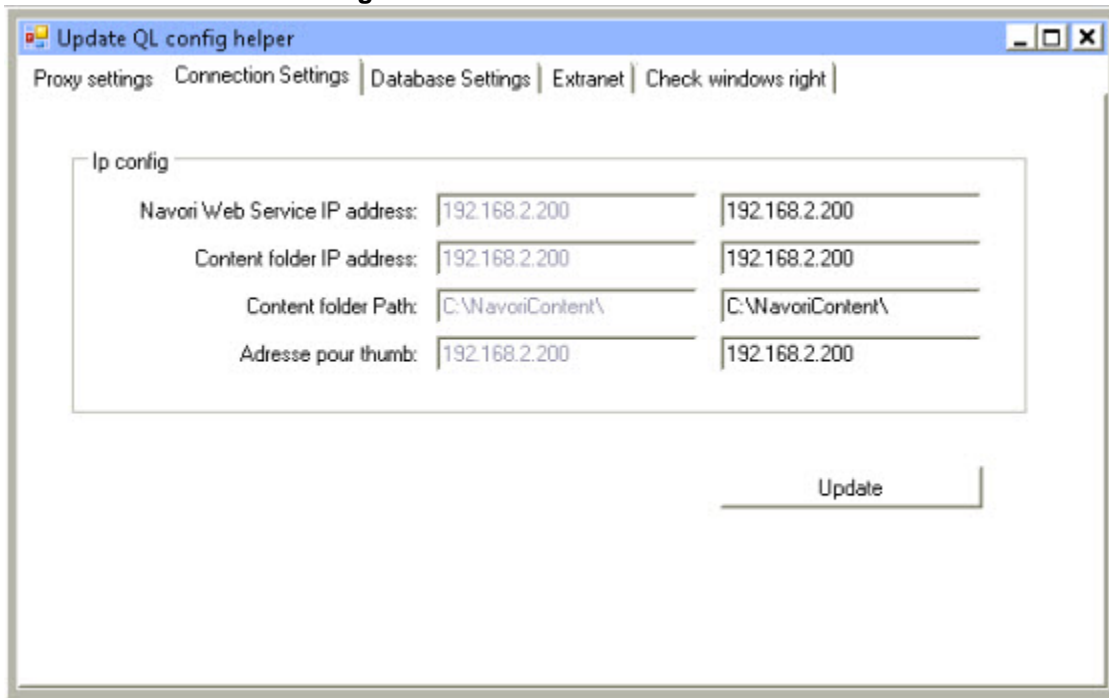 Update QL config helper
Proxy settings Connection Settings Database Settings Extranet Check windows right
Ip config
Navori Web Service IP address: 192.168.2.200 192.168.2.200
Content folder IP address: 192.168.2.200 192.168.2.200
Content folder Path: C:\NavoriContent\ C:\NavoriContent\
Adresse pour thumb: 192.168.2.200 192.168.2.200
Update